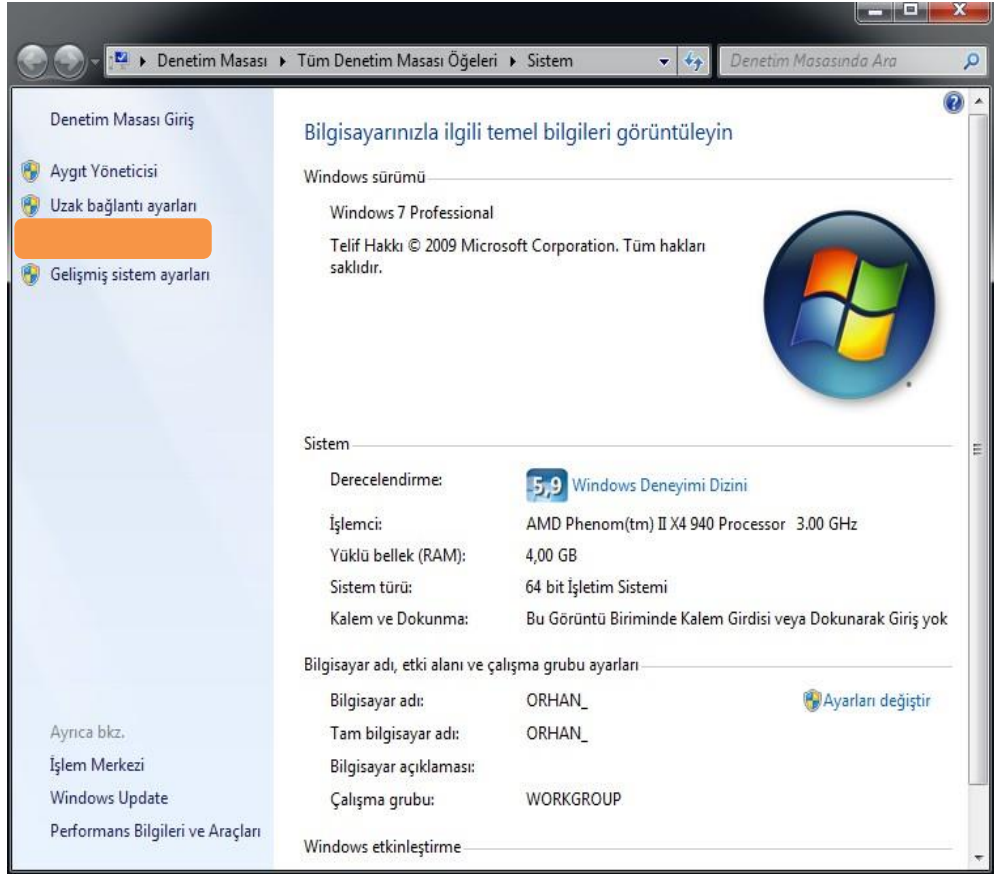 Denetim Masası Tüm Denetim Masası Öğeleri Sistem
Denetim Masasında Ara
Denetim Masası Giriş
Aygıt Yöneticisi
Uzak bağlantı ayarları
Gelişmiş sistem ayarları
Bilgisayarınızla ilgili temel bilgileri görüntüleyin
Windows sürümü
Windows 7 Professional
Telif Hakkı © 2009 Microsoft Corporation. Tüm hakları
saklıdır.
Sistem
Derecelendirme: 5,9 Windows Deneyimi Dizini
İşlemci: AMD Phenom(tm) II X4 940 Processor 3.00 GHz
Yüklü bellek (RAM): 4,00 GB
Sistem türü: 64 bit İşletim Sistemi
Kalem ve Dokunma: Bu Görüntü Biriminde Kalem Girdisi veya Dokunarak Giriş yok
Bilgisayar adı, etki alanı ve çalışma grubu ayarları
Bilgisayar adı: ORHAN_ Ayarları değiştir
Tam bilgisayar adı: ORHAN_
Bilgisayar açıklaması:
Çalışma grubu: WORKGROUP
Windows etkinleştirme
Ayrıca bkz.
İşlem Merkezi
Windows Update
Performans Bilgileri ve Araçları